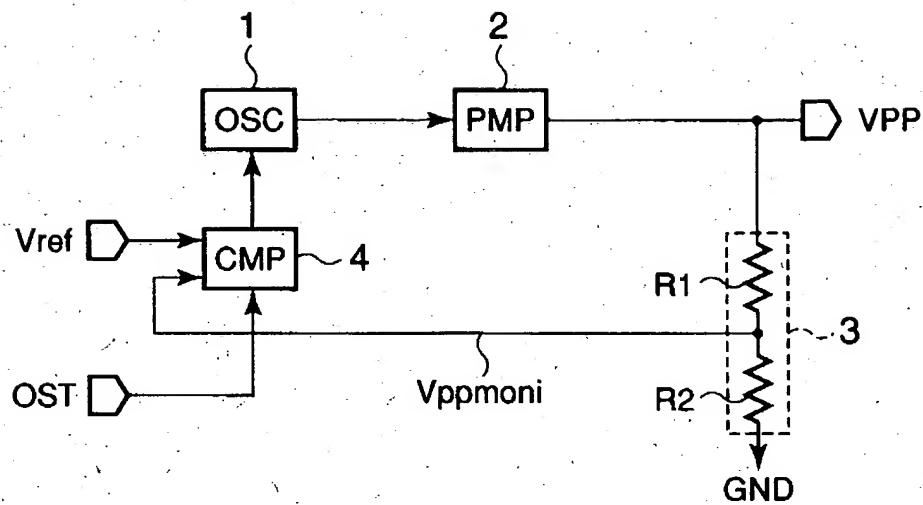 1
2
OSC
PMP
VPP
Vref
CMP
4
R1
3
OST
Vppmoni
R2
GND